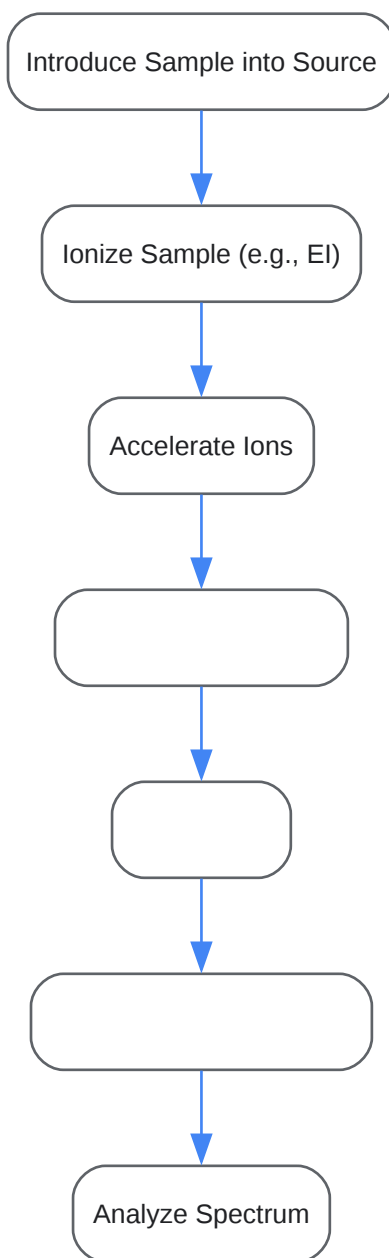 Introduce Sample into Source
Ionize Sample (e.g., EI)
Accelerate Ions
Analyze Spectrum